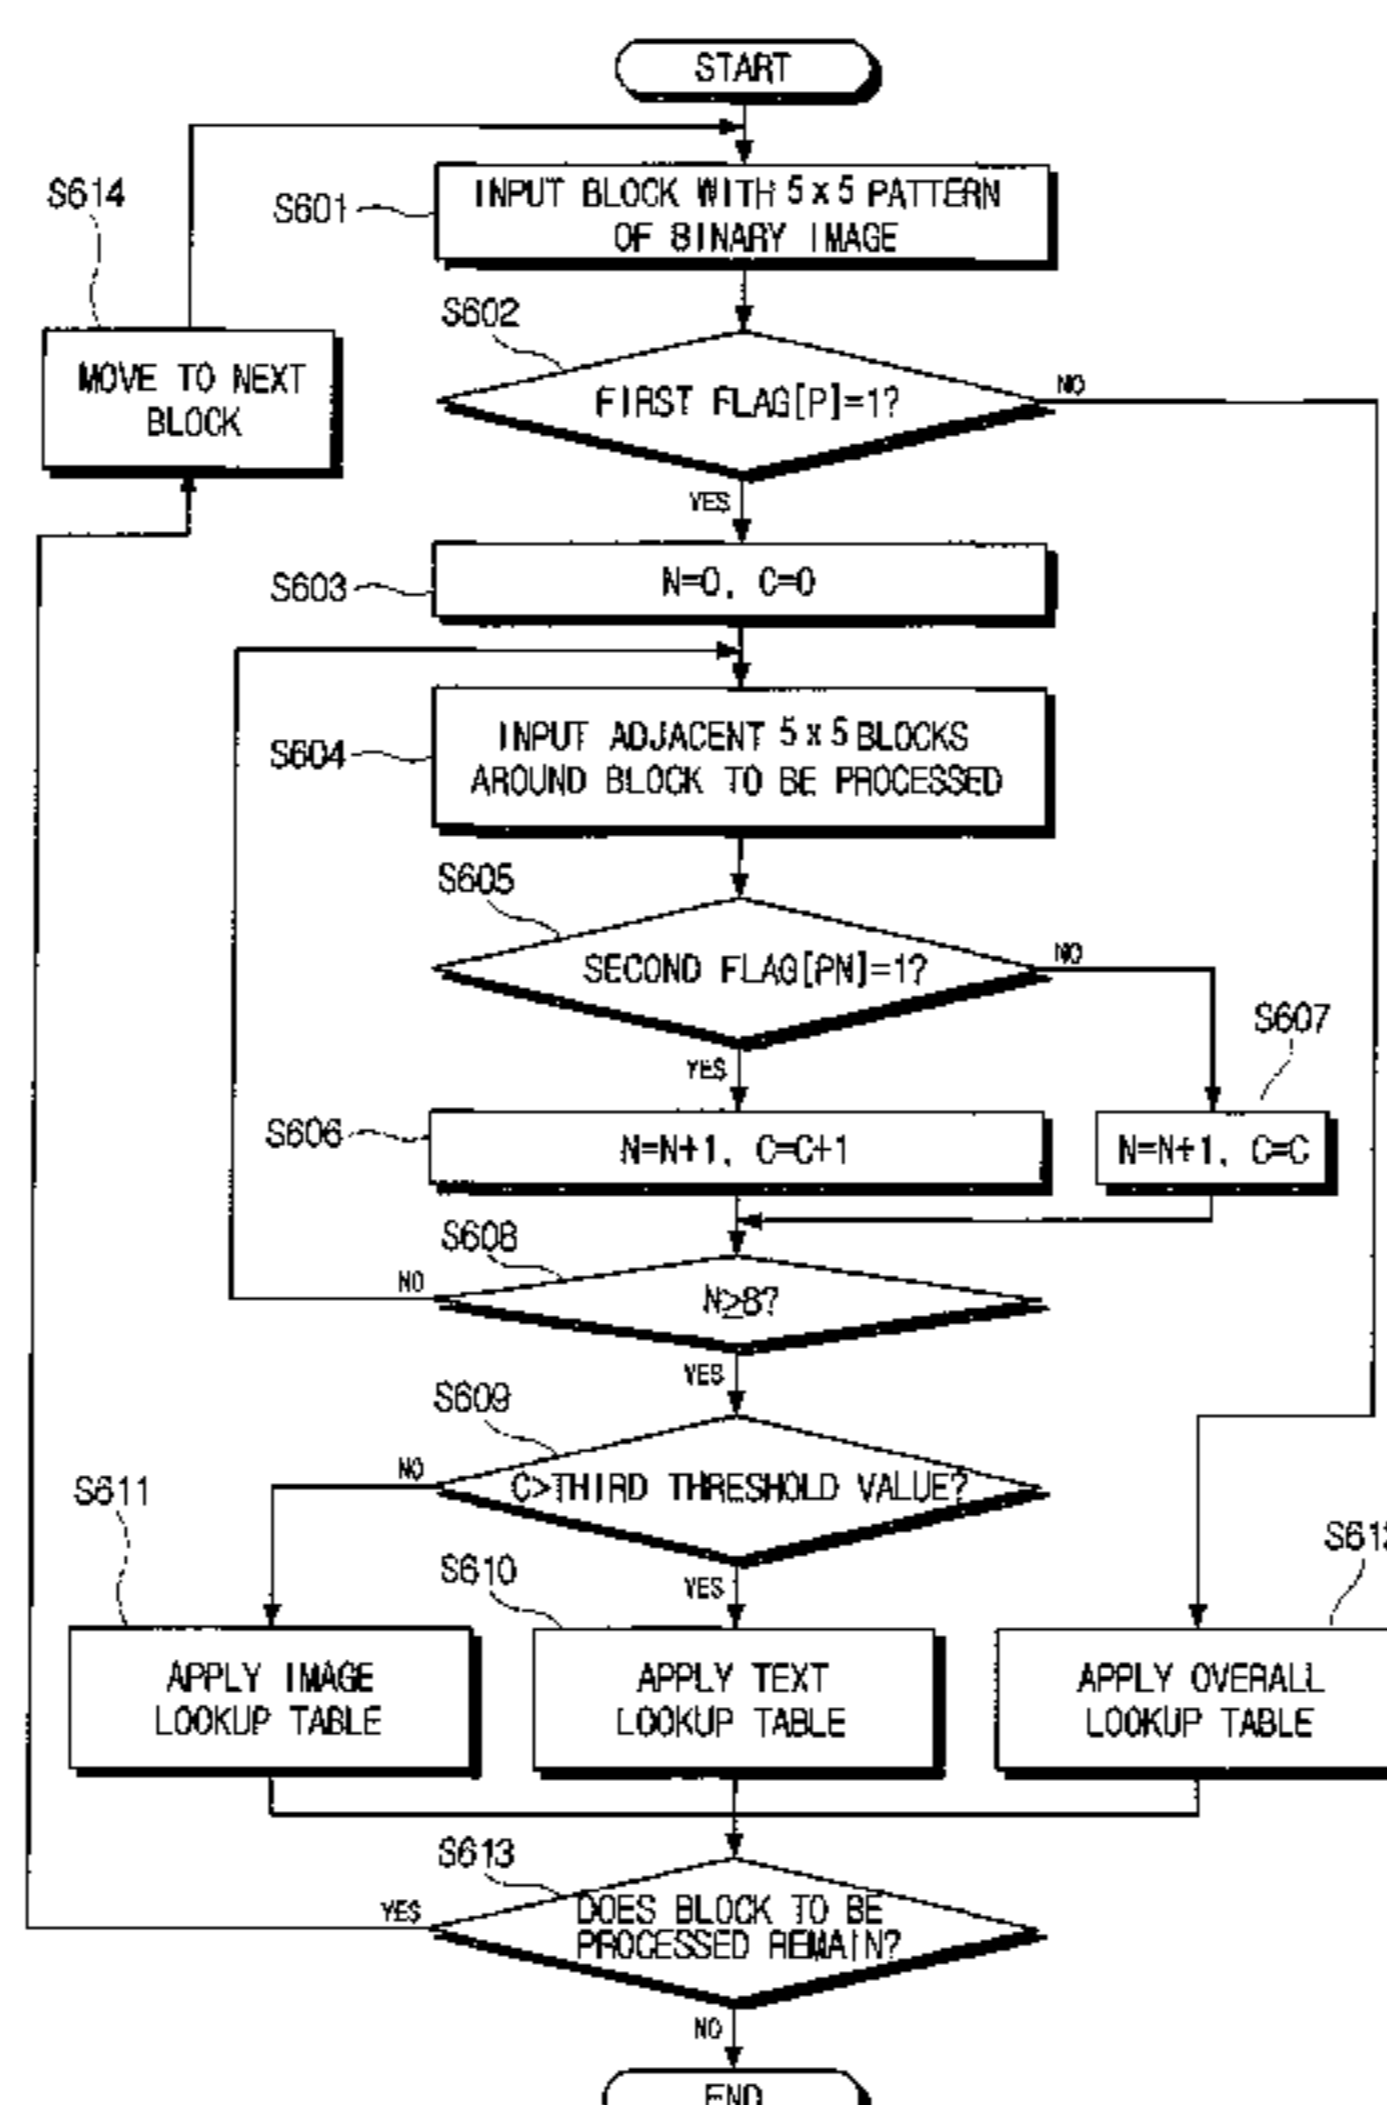 START
S614
S601
INPUT BLOCK WITH 5 x 5 PATTERN
OF BINARY IMAGE
S602
MOVE TO NEXT
BLOCK
FIRST FLAG[P]=1?
NO
YES
S603
N=0, C=0
S604
INPUT ADJACENT 5 x 5 BLOCKS
AROUND BLOCK TO BE PROCESSED
S605
SECOND FLAG[PN]=1?
NO
YES
S607
S606
N=N+1, C=C+1
N=N+1, C=C
S608
NO
N≥8?
YES
S609
NO
C>THIRD THRESHOLD VALUE?
S611
S610
YES
S612
APPLY IMAGE
LOOKUP TABLE
APPLY TEXT
LOOKUP TABLE
APPLY OVERALL
LOOKUP TABLE
S613
YES
DOES BLOCK TO BE
PROCESSED REMAIN?
NO
END